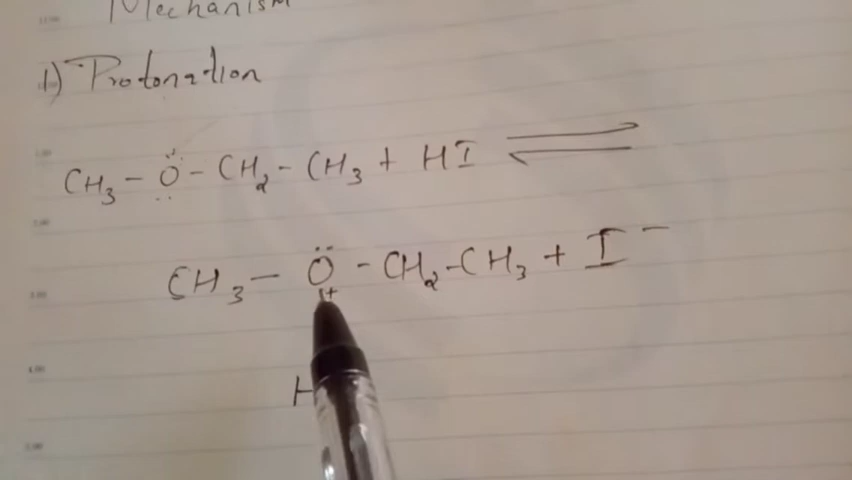 Mechanism
1) Protonation
CH3 - Ö - CH2 - CH3 + HI ⇌
CH3 - Ö - CH2 - CH3 + I -
+
H